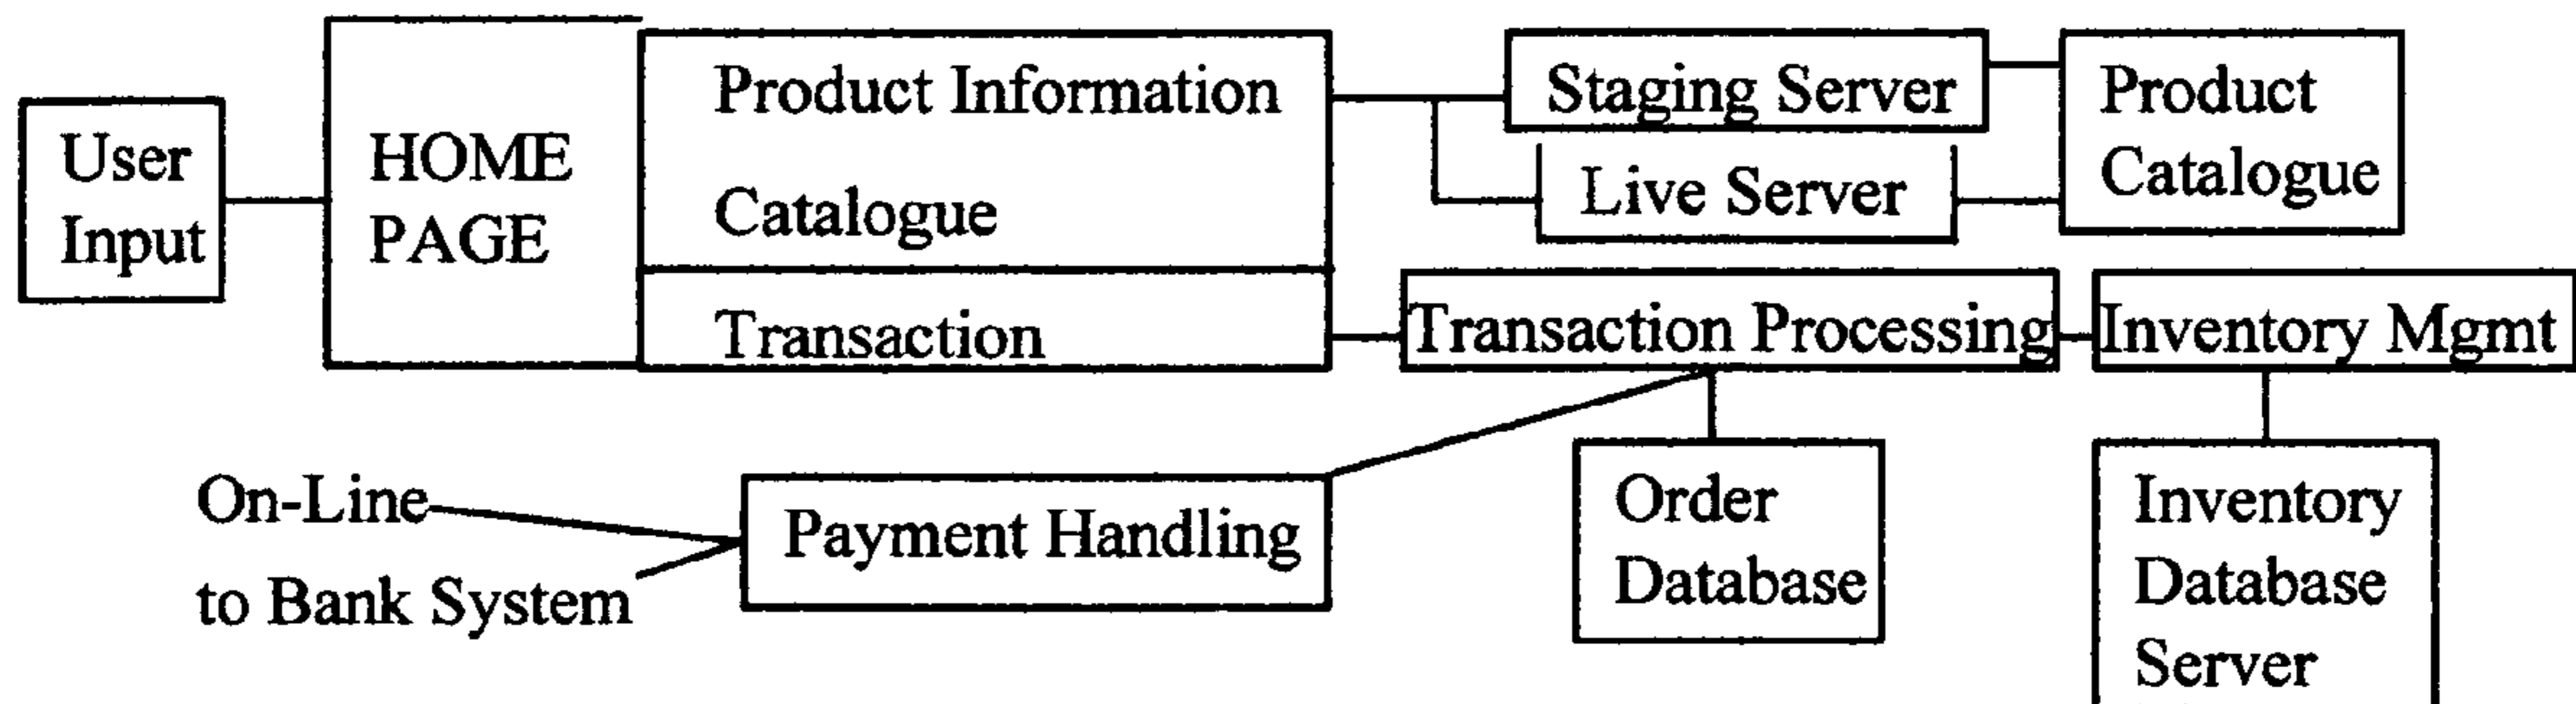 User
Input
HOME
PAGE
Product Information
Catalogue
Transaction
Staging Server
Live Server
Product
Catalogue
Transaction Processing
Inventory Mgmt
On-Line
to Bank System
Payment Handling
Order
Database
Inventory
Database
Server